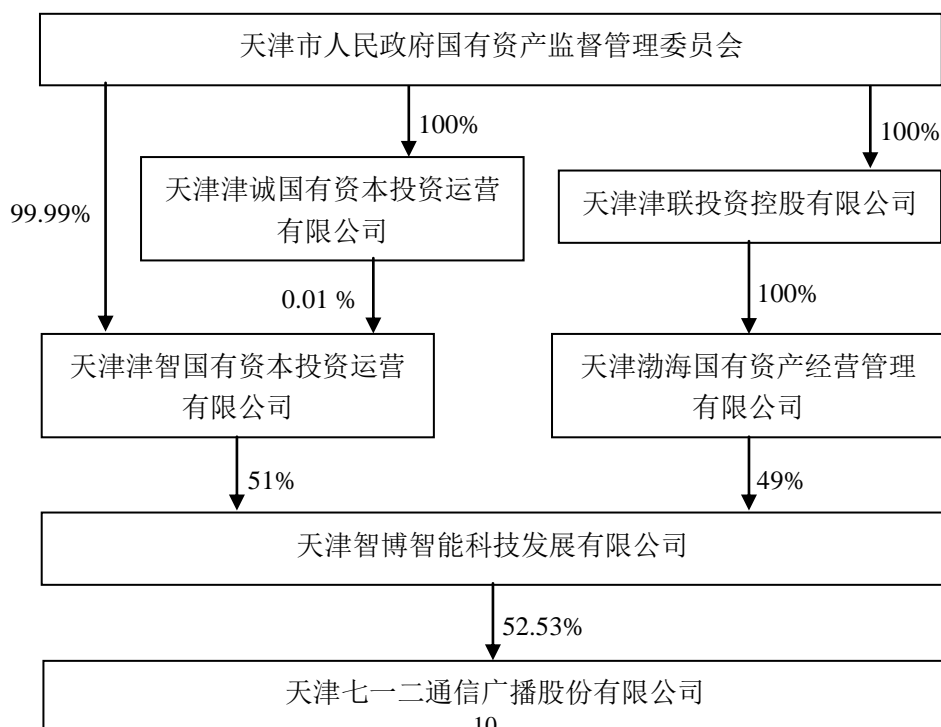 天津市人民政府国有资产监督管理委员会
100%
100%
天津津诚国有资本投资运营
有限公司
天津津联投资控股有限公司
99.99%
0.01 %
100%
天津津智国有资本投资运营
有限公司
天津渤海国有资产经营管理
有限公司
51%
49%
天津智博智能科技发展有限公司
52.53%
天津七一二通信广播股份有限公司
10